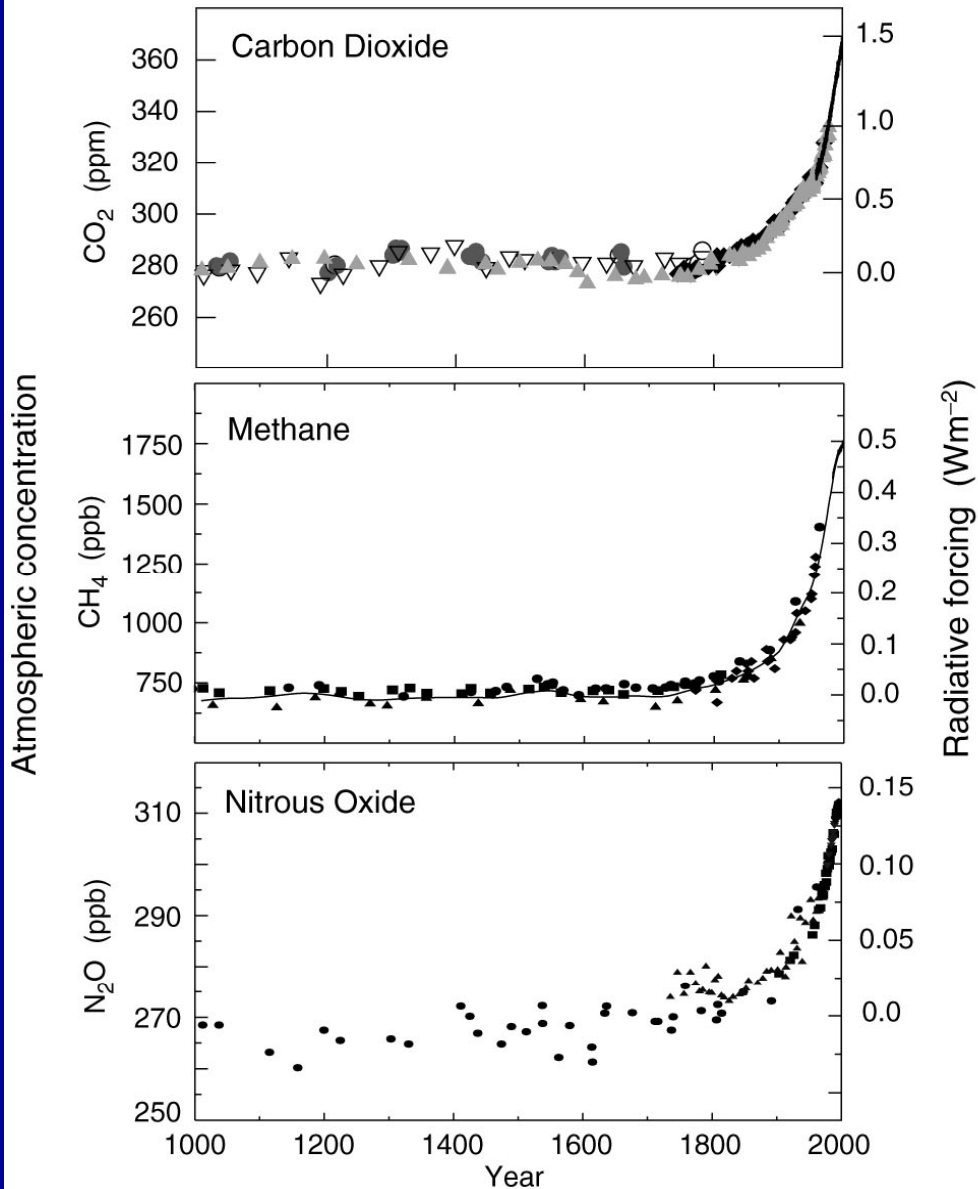 Atmospheric concentration
Carbon Dioxide
CO₂ (ppm)
360
340
320
300
280
260
1.5
1.0
0.5
0.0
Methane
CH₄ (ppb)
1750
1500
1250
1000
750
0.5
0.4
0.3
0.2
0.1
0.0
Nitrous Oxide
N₂O (ppb)
310
290
270
250
0.15
0.10
0.05
0.0
1000 1200 1400 1600 1800 2000
Year
Radiative forcing (Wm⁻²)